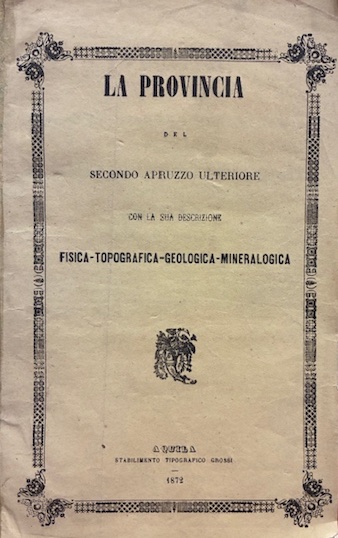 LA PROVINCIA
DEL
SECONDO APRUZZO ULTERIORE
CON LA SUA DESCRIZIONE
FISICA-TOPOGRAFICA-GEOLOGICA-MINERALOGICA
AQUILA
STABILIMENTO TIPOGRAFICO GROSSI
1872